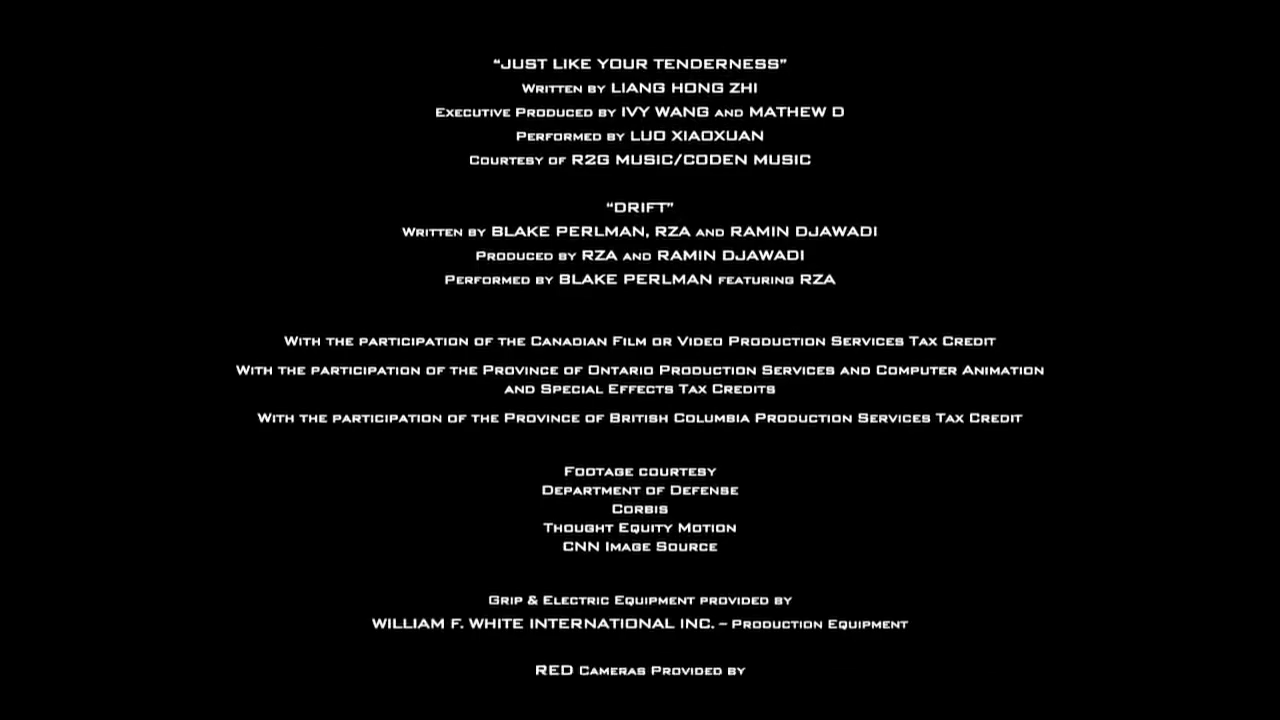 “JUST LIKE YOUR TENDERNESS”
Written by LIANG HONG ZHI
Executive Produced by IVY WANG and MATHEW D
Performed by LUO XIAOXUAN
Courtesy of R2G MUSIC/CODEN MUSIC
“DRIFT”
Written by BLAKE PERLMAN, RZA and RAMIN DJAWADI
Produced by RZA and RAMIN DJAWADI
Performed by BLAKE PERLMAN featuring RZA
With the participation of the Canadian Film or Video Production Services Tax Credit
With the participation of the Province of Ontario Production Services and Computer Animation
and Special Effects Tax Credits
With the participation of the Province of British Columbia Production Services Tax Credit
Footage courtesy
Department of Defense
Corbis
Thought Equity Motion
CNN Image Source
Grip & Electric Equipment provided by
WILLIAM F. WHITE INTERNATIONAL INC. – Production Equipment
RED Cameras Provided by